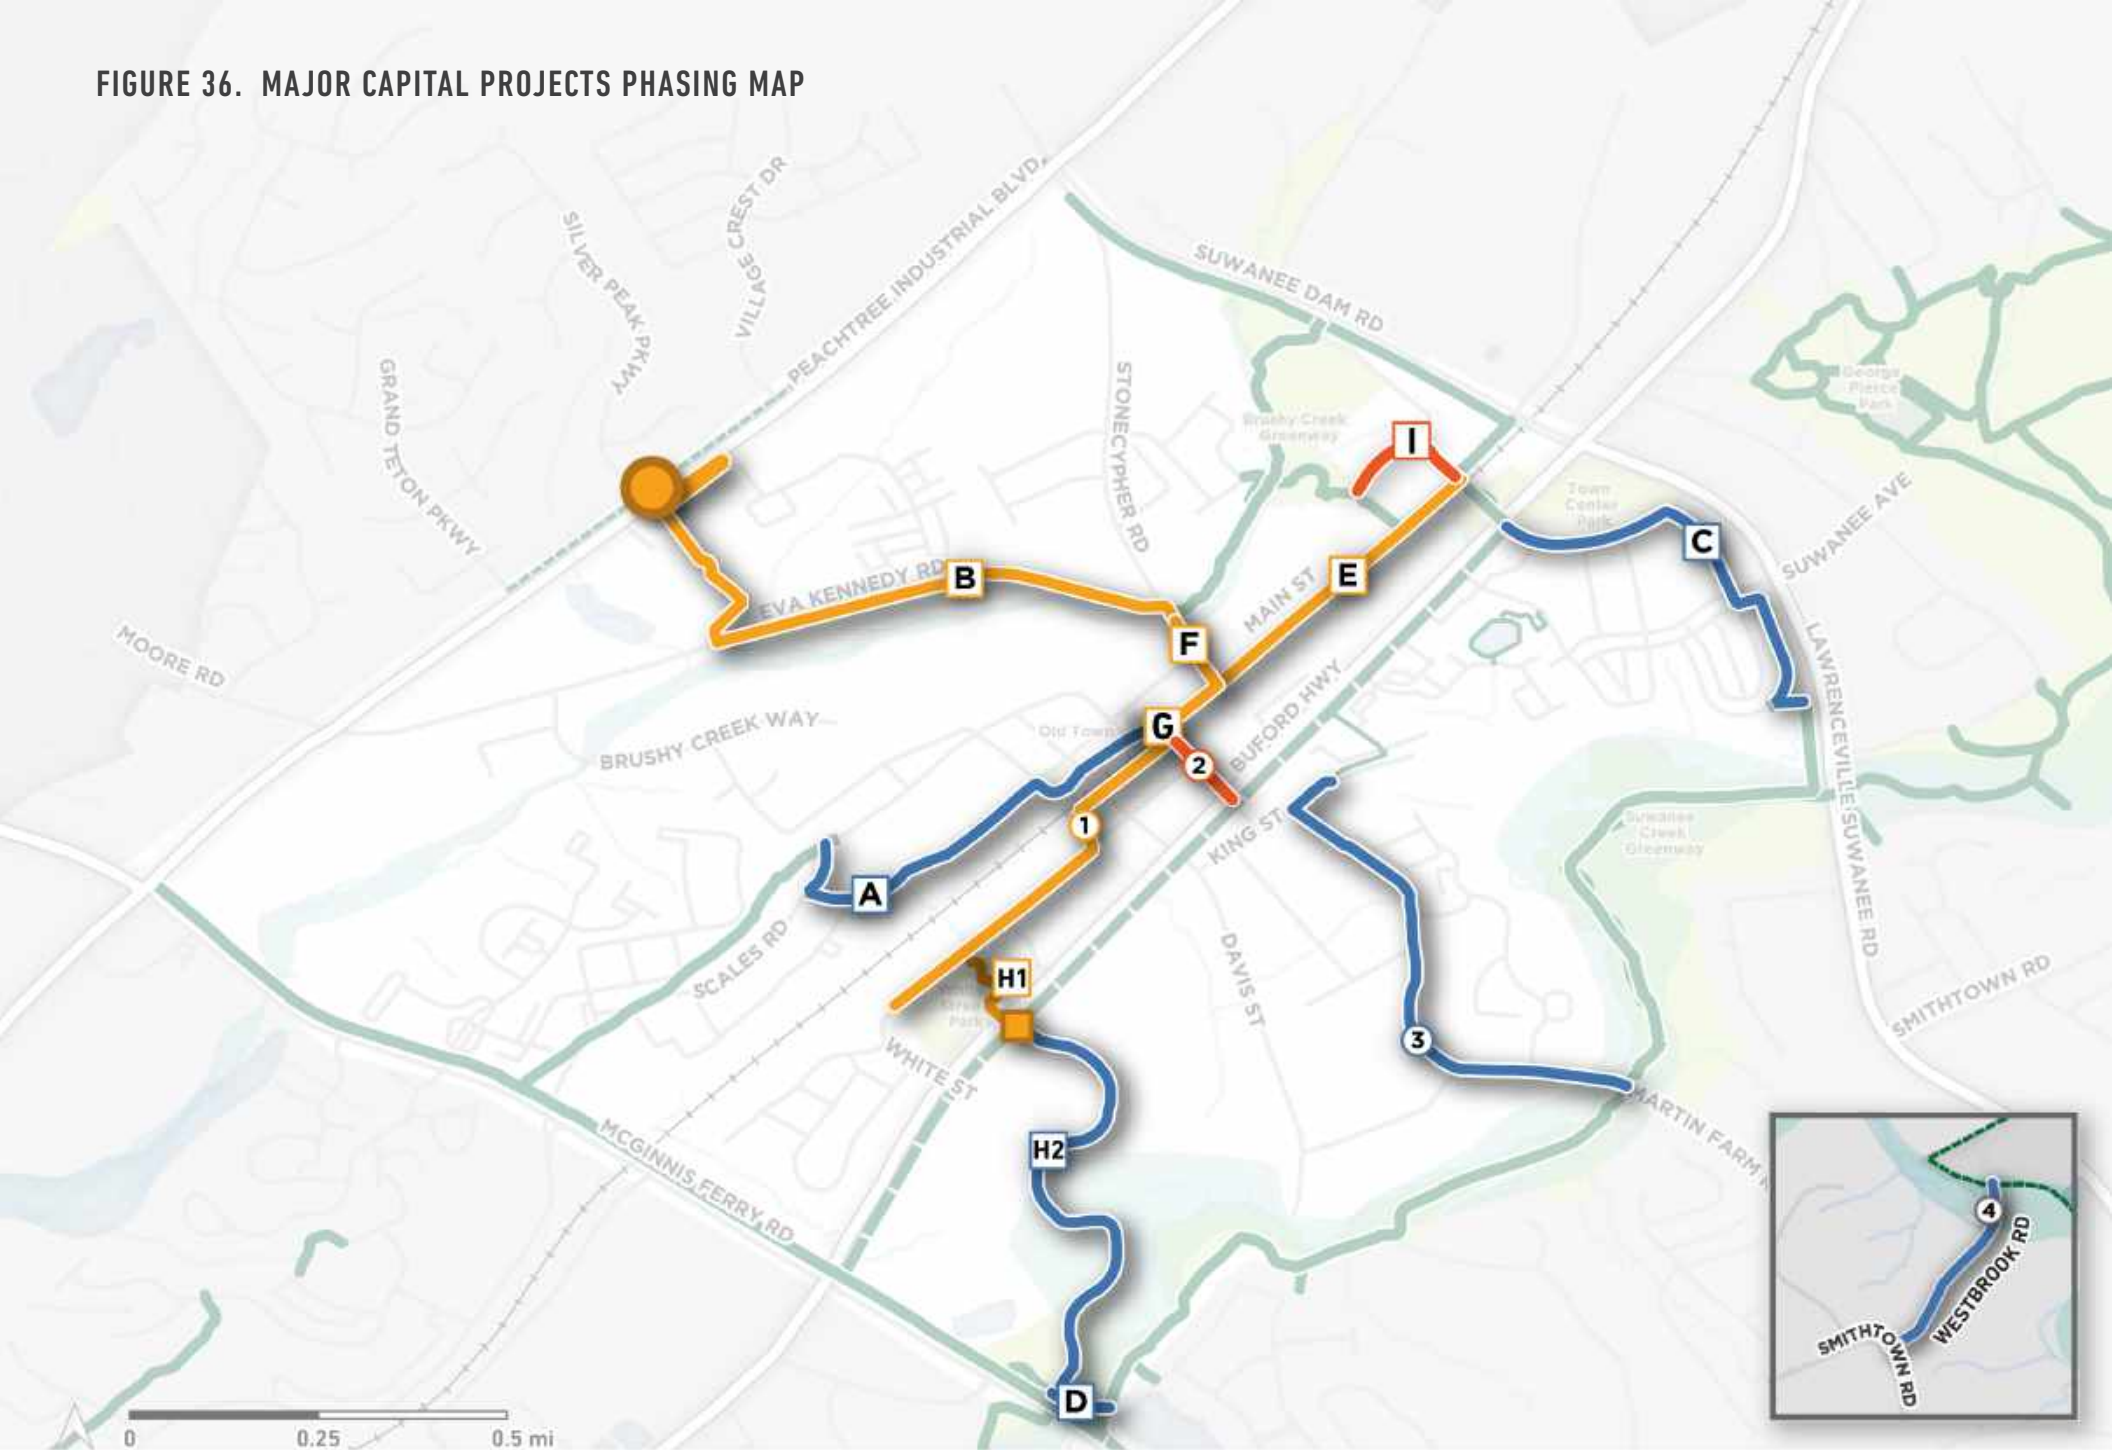 FIGURE 36. MAJOR CAPITAL PROJECTS PHASING MAP
PEACHTREE INDUSTRIAL BLVD
VILLAGE CREST DR
SILVER PEAK PKWY
GRAND TETON PKWY
SUWANEE DAM RD
STONECYPHER RD
George
Pierce
Park
Brushy Creek
Greenway
I
Town
Center
Park
C
SUWANEE AVE
B
EVA KENNEDY RD
E
MAIN ST
F
MOORE RD
LAWRENCEVILLE SUWANEE RD
BRUSHY CREEK WAY
Old Town
G
2
BUFORD HWY
1
KING ST
Suwanee
Creek
Greenway
A
SCALES RD
DAVIS ST
H1
Park
SMITHTOWN RD
WHITE ST
3
MARTIN FARM
MCGINNIS FERRY RD
H2
4
WESTBROOK RD
SMITHTOWN RD
D
0
0.25
0.5 mi